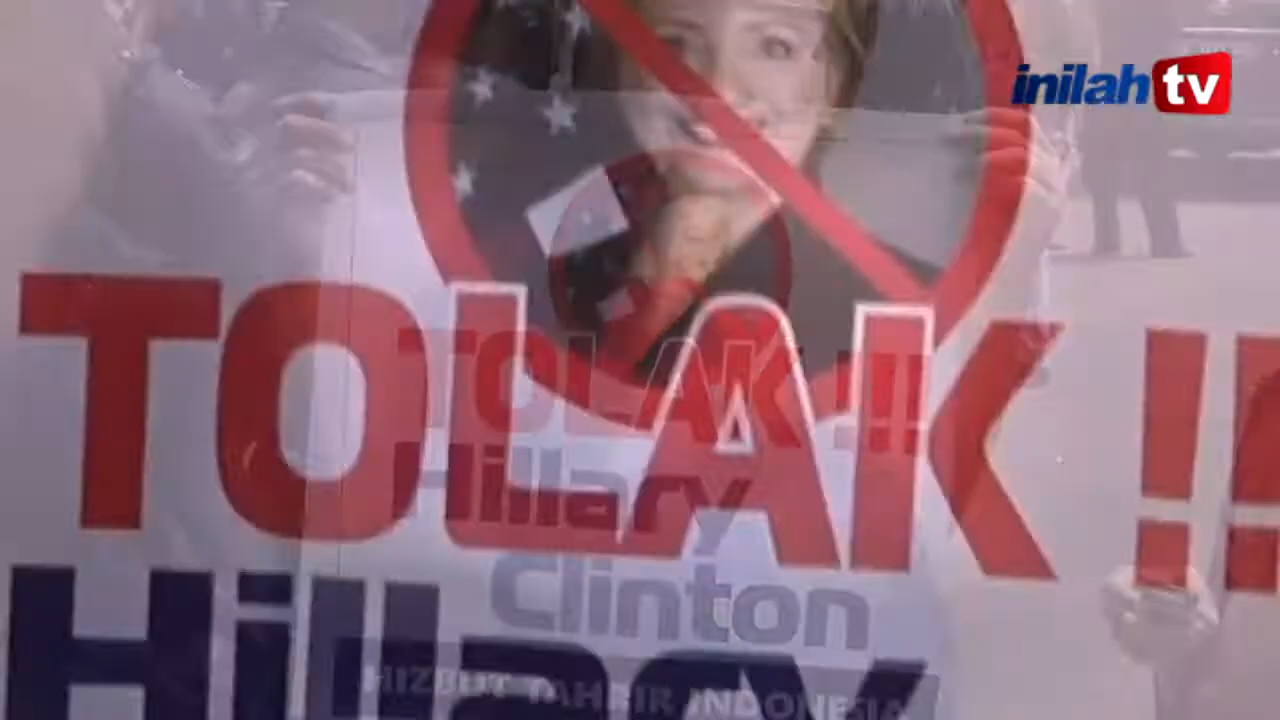 inilah tv
TOLAK !!
TOLAK !!!
Hillary
Clinton
Hillary
HIZBUT TAHRIR INDONESIA